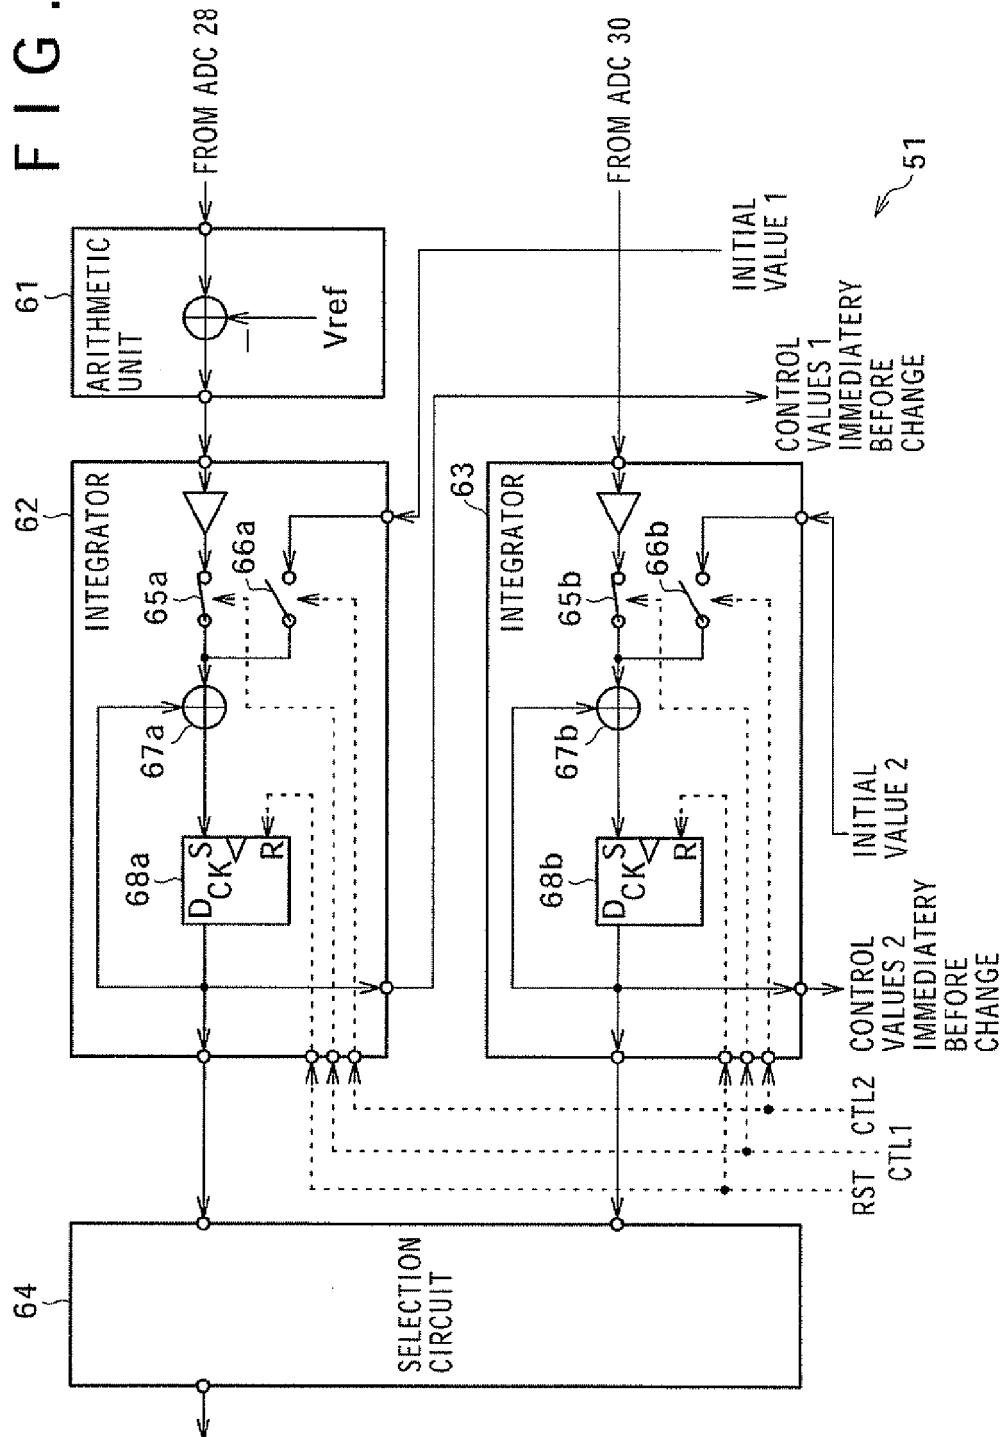 FIG.
FROM ADC 28
FROM ADC 30
51
61
ARITHMETIC
UNIT
Vref
INITIAL
VALUE 1
CONTROL
VALUES 1
IMMEDIATERY
BEFORE
CHANGE
62
INTEGRATOR
65a
66a
67a
68a
D
S
CK
R
63
INTEGRATOR
65b
66b
67b
68b
D
S
CK
R
INITIAL
VALUE 2
CONTROL
VALUES 2
IMMEDIATERY
BEFORE
CHANGE
CTL2
CTL1
RST
64
SELECTION
CIRCUIT